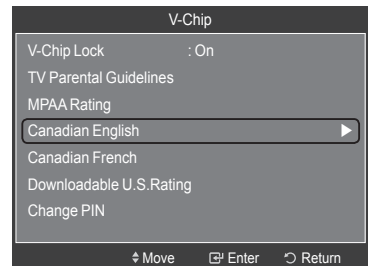 V-Chip
V-Chip Lock : On
TV Parental Guidelines
MPAA Rating
Canadian English
Canadian French
Downloadable U.S.Rating
Change PIN
Move Enter Return